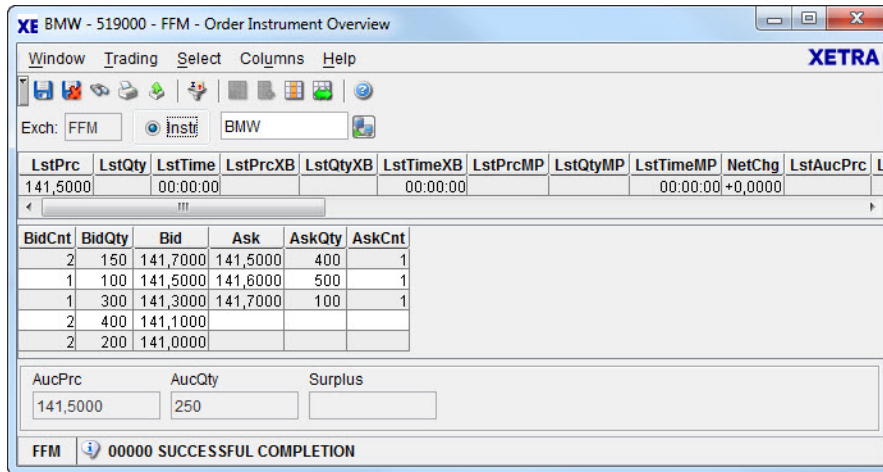 XE BMW - 519000 - FFM - Order Instrument Overview
Window Trading Select Columns Help XETRA
Exch: FFM Instr BMW
LstPrc LstQty LstTime LstPrcXB LstQtyXB LstTimeXB LstPrcMP LstQtyMP LstTimeMP NetChg LstAucPrc L
141,5000 00:00:00 00:00:00 00:00:00 +0,0000
BidCnt BidQty Bid Ask AskQty AskCnt
2 150 141,7000 141,5000 400 1
1 100 141,5000 141,6000 500 1
1 300 141,3000 141,7000 100 1
2 400 141,1000
2 200 141,0000
AucPrc AucQty Surplus
141,5000 250
FFM 00000 SUCCESSFUL COMPLETION